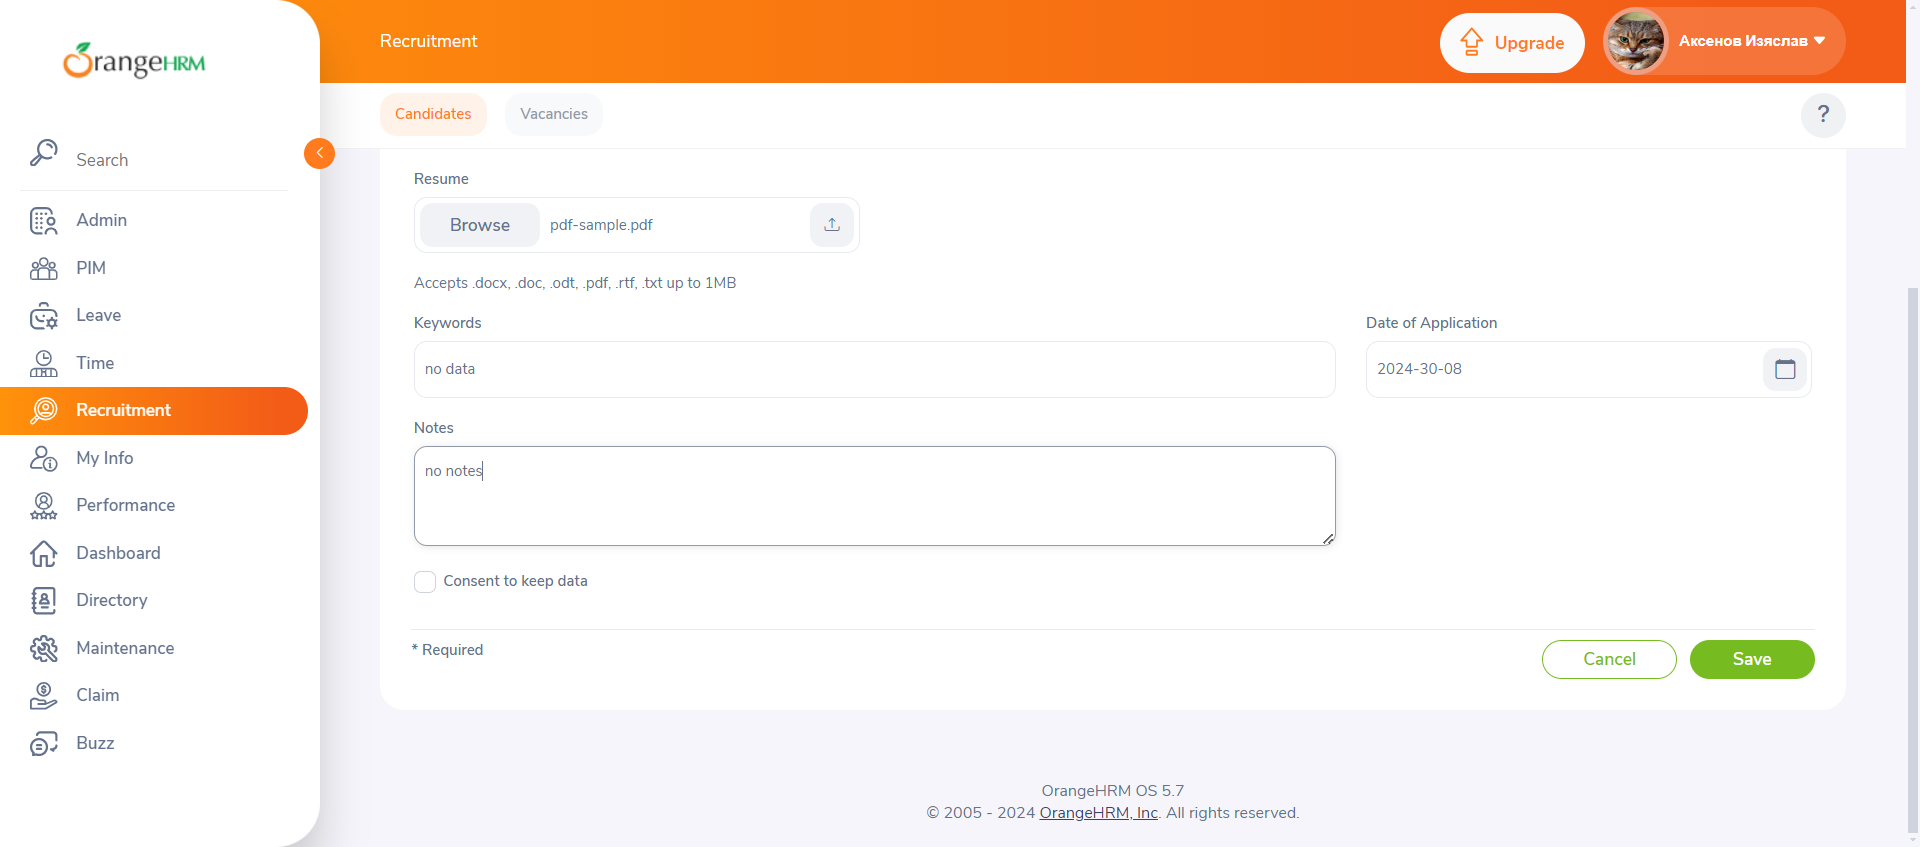 OrangeHRM
Search
Admin
PIM
Leave
Time
Recruitment
My Info
Performance
Dashboard
Directory
Maintenance
Claim
Buzz
Recruitment
Upgrade
Аксенов Изяслав
Candidates
Vacancies
?
Resume
Browse
pdf-sample.pdf
Accepts .docx, .doc, .odt, .pdf, .rtf, .txt up to 1MB
Keywords
Date of Application
no data
2024-30-08
Notes
no notes
Consent to keep data
* Required
Cancel
Save
OrangeHRM OS 5.7
© 2005 - 2024 OrangeHRM, Inc. All rights reserved.